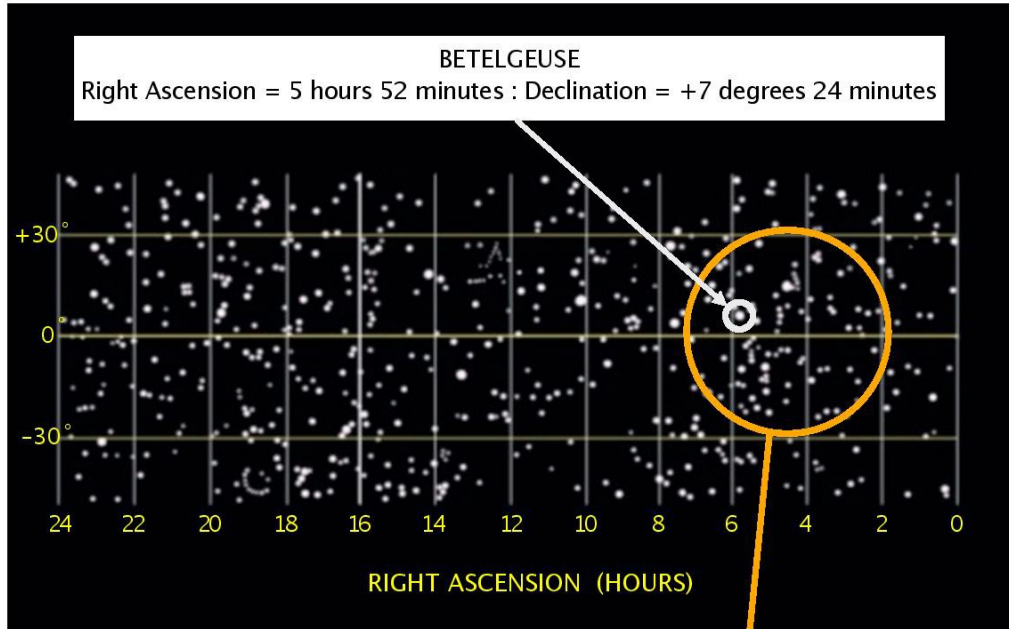 BETELGEUSE
Right Ascension = 5 hours 52 minutes : Declination = +7 degrees 24 minutes
+30°
0°
-30°
24 22 20 18 16 14 12 10 8 6 4 2 0
RIGHT ASCENSION (HOURS)